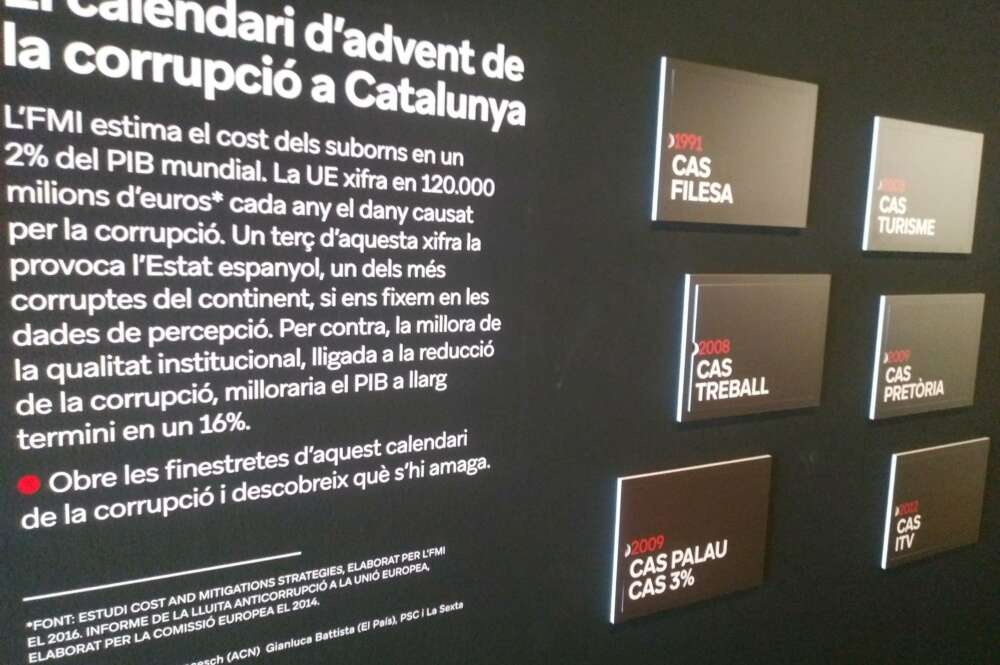 El calendari d'advent de
la corrupció a Catalunya
L'FMI estima el cost dels suborns en un
2% del PIB mundial. La UE xifra en 120.000
milions d'euros* cada any el dany causat
per la corrupció. Un terç d'aquesta xifra la
provoca l'Estat espanyol, un dels més
corruptes del continent, si ens fixem en les
dades de percepció. Per contra, la millora de
la qualitat institucional, lligada a la reducció
de la corrupció, milloraria el PIB a llarg
termini en un 16%.
Obre les finestretes d'aquest calendari
de la corrupció i descobreix què s'hi amaga.
*FONT: ESTUDI COST AND MITIGATIONS STRATEGIES, ELABORAT PER L'FMI
EL 2016. INFORME DE LA LLUITA ANTICORRUPCIÓ A LA UNIÓ EUROPEA,
ELABORAT PER LA COMISSIÓ EUROPEA EL 2014.
(ACN) Gianluca Battista (El País), PSC i La Sexta
1991
CAS
FILESA
2003
CAS
TURISME
2008
CAS
TREBALL
2009
CAS
PRETÒRIA
2009
CAS PALAU
CAS 3%
2012
CAS
ITV